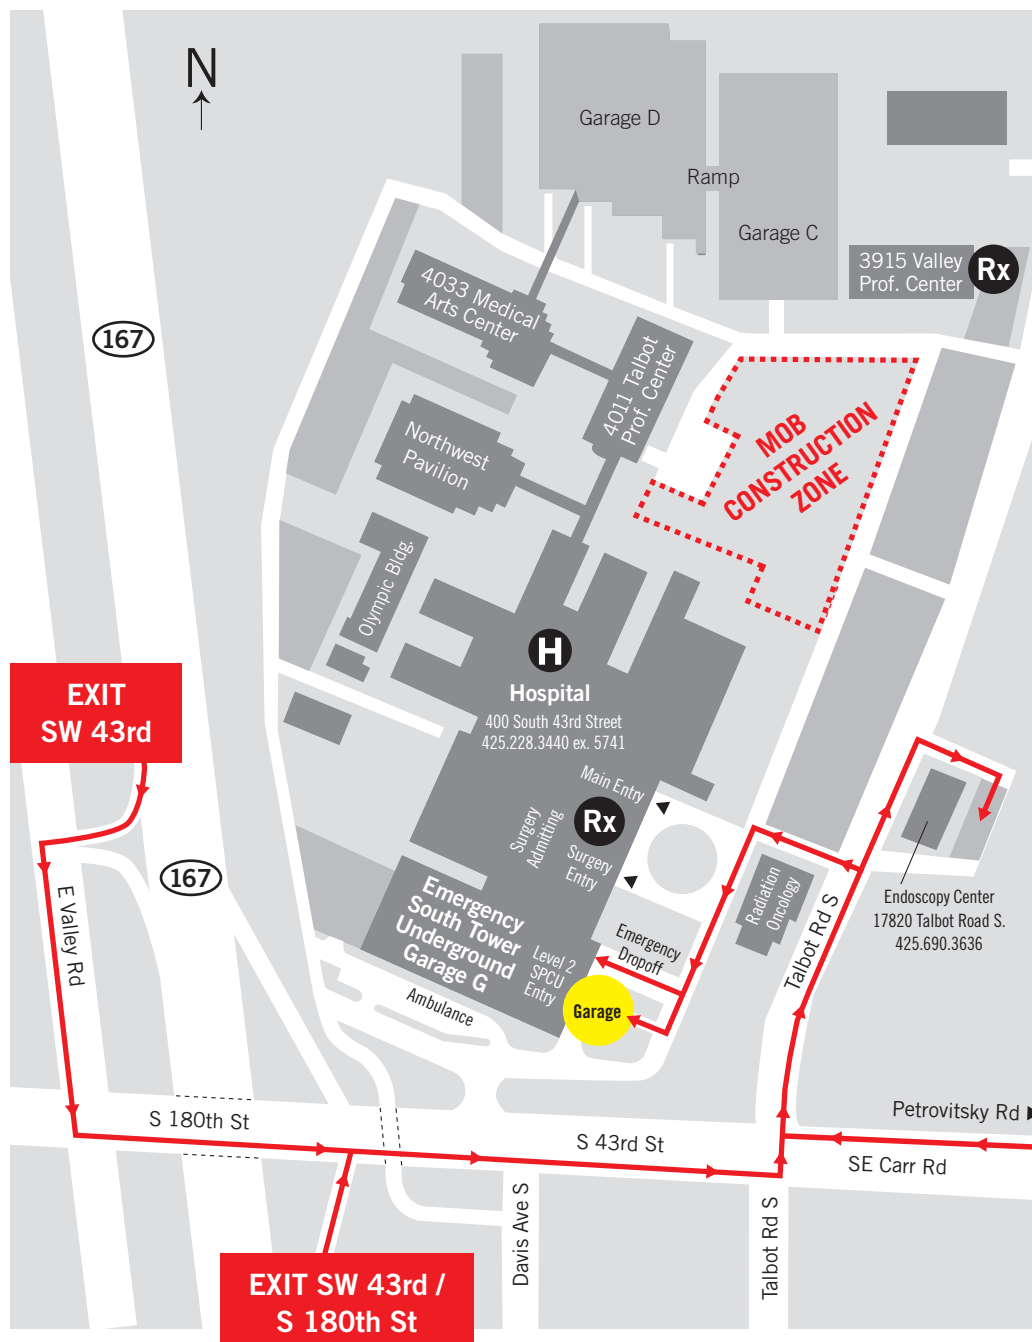 N
Garage D
Ramp
Garage C
3915 Valley
Prof. Center
Rx
4033 Medical
Arts Center
167
4011 Talbot
Prof. Center
MOB
CONSTRUCTION
ZONE
Northwest
Pavilion
Olympic Bldg.
H
Hospital
400 South 43rd Street
425.228.3440 ex. 5741
EXIT
SW 43rd
Main Entry
Rx
Surgery
Admitting
Surgery
Entry
167
E Valley Rd
Emergency
South Tower
Underground
Garage G
Level 2
SPCU
Entry
Emergency
Dropoff
Radiation
Oncology
Endoscopy Center
17820 Talbot Road S.
425.690.3636
Talbot Rd S
Garage
Ambulance
S 180th St
S 43rd St
Petrovitsky Rd
SE Carr Rd
Davis Ave S
Talbot Rd S
EXIT SW 43rd /
S 180th St